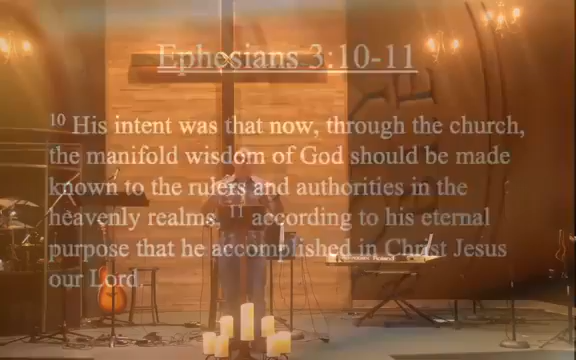 Ephesians 3:10-11
10 His intent was that now, through the church,
the manifold wisdom of God should be made
known to the rulers and authorities in the
heavenly realms, 11 according to his eternal
purpose that he accomplished in Christ Jesus
our Lord.
Roland